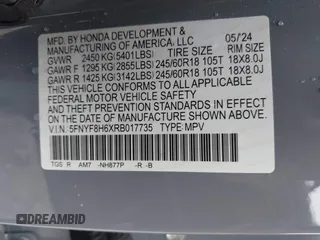 MFD. BY HONDA DEVELOPMENT & 05/'24
MANUFACTURING OF AMERICA, LLC
GVWR 2450 KG(5401LBS) TIRE SIZE RIM SIZE
GAWR F 1295 KG(2855LBS) 245/60R18 105T 18X8.0J
GAWR R 1425 KG(3142LBS) 245/60R18 105T 18X8.0J
THIS VEHICLE CONFORMS TO ALL APPLICABLE
FEDERAL MOTOR VEHICLE SAFETY, BUMPER,
AND THEFT PREVENTION STANDARDS IN EFFECT
ON THE DATE OF MANUFACTURE SHOWN ABOVE.
V.I.N. 5FNYF8H6XRB017735 TYPE: MPV
TGS R AM7 -NH877P -R -B
DREAMBID